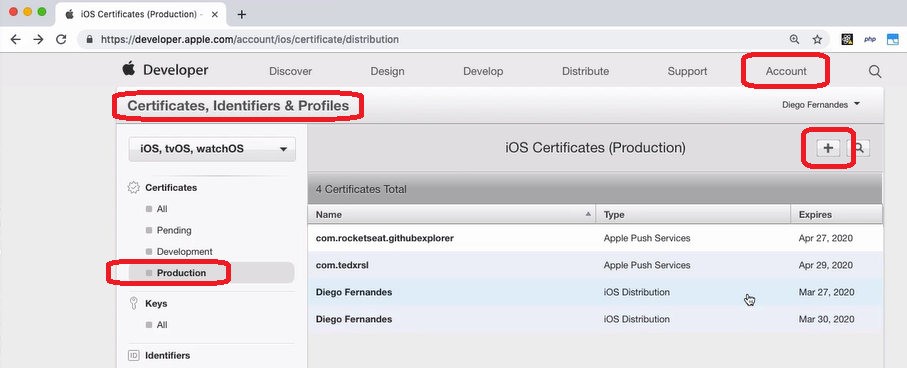 iOS Certificates (Production) -
https://developer.apple.com/account/ios/certificate/distribution
php
Developer Discover Design Develop Distribute Support Account
Certificates, Identifiers & Profiles
Diego Fernandes
iOS, tvOS, watchOS
iOS Certificates (Production)
Certificates
All
Pending
Development
Production
Keys
All
ID Identifiers
4 Certificates Total
Name Type Expires
com.rocketseat.githubexplorer Apple Push Services Apr 27, 2020
com.tedxrsl Apple Push Services Apr 29, 2020
Diego Fernandes iOS Distribution Mar 27, 2020
Diego Fernandes iOS Distribution Mar 30, 2020